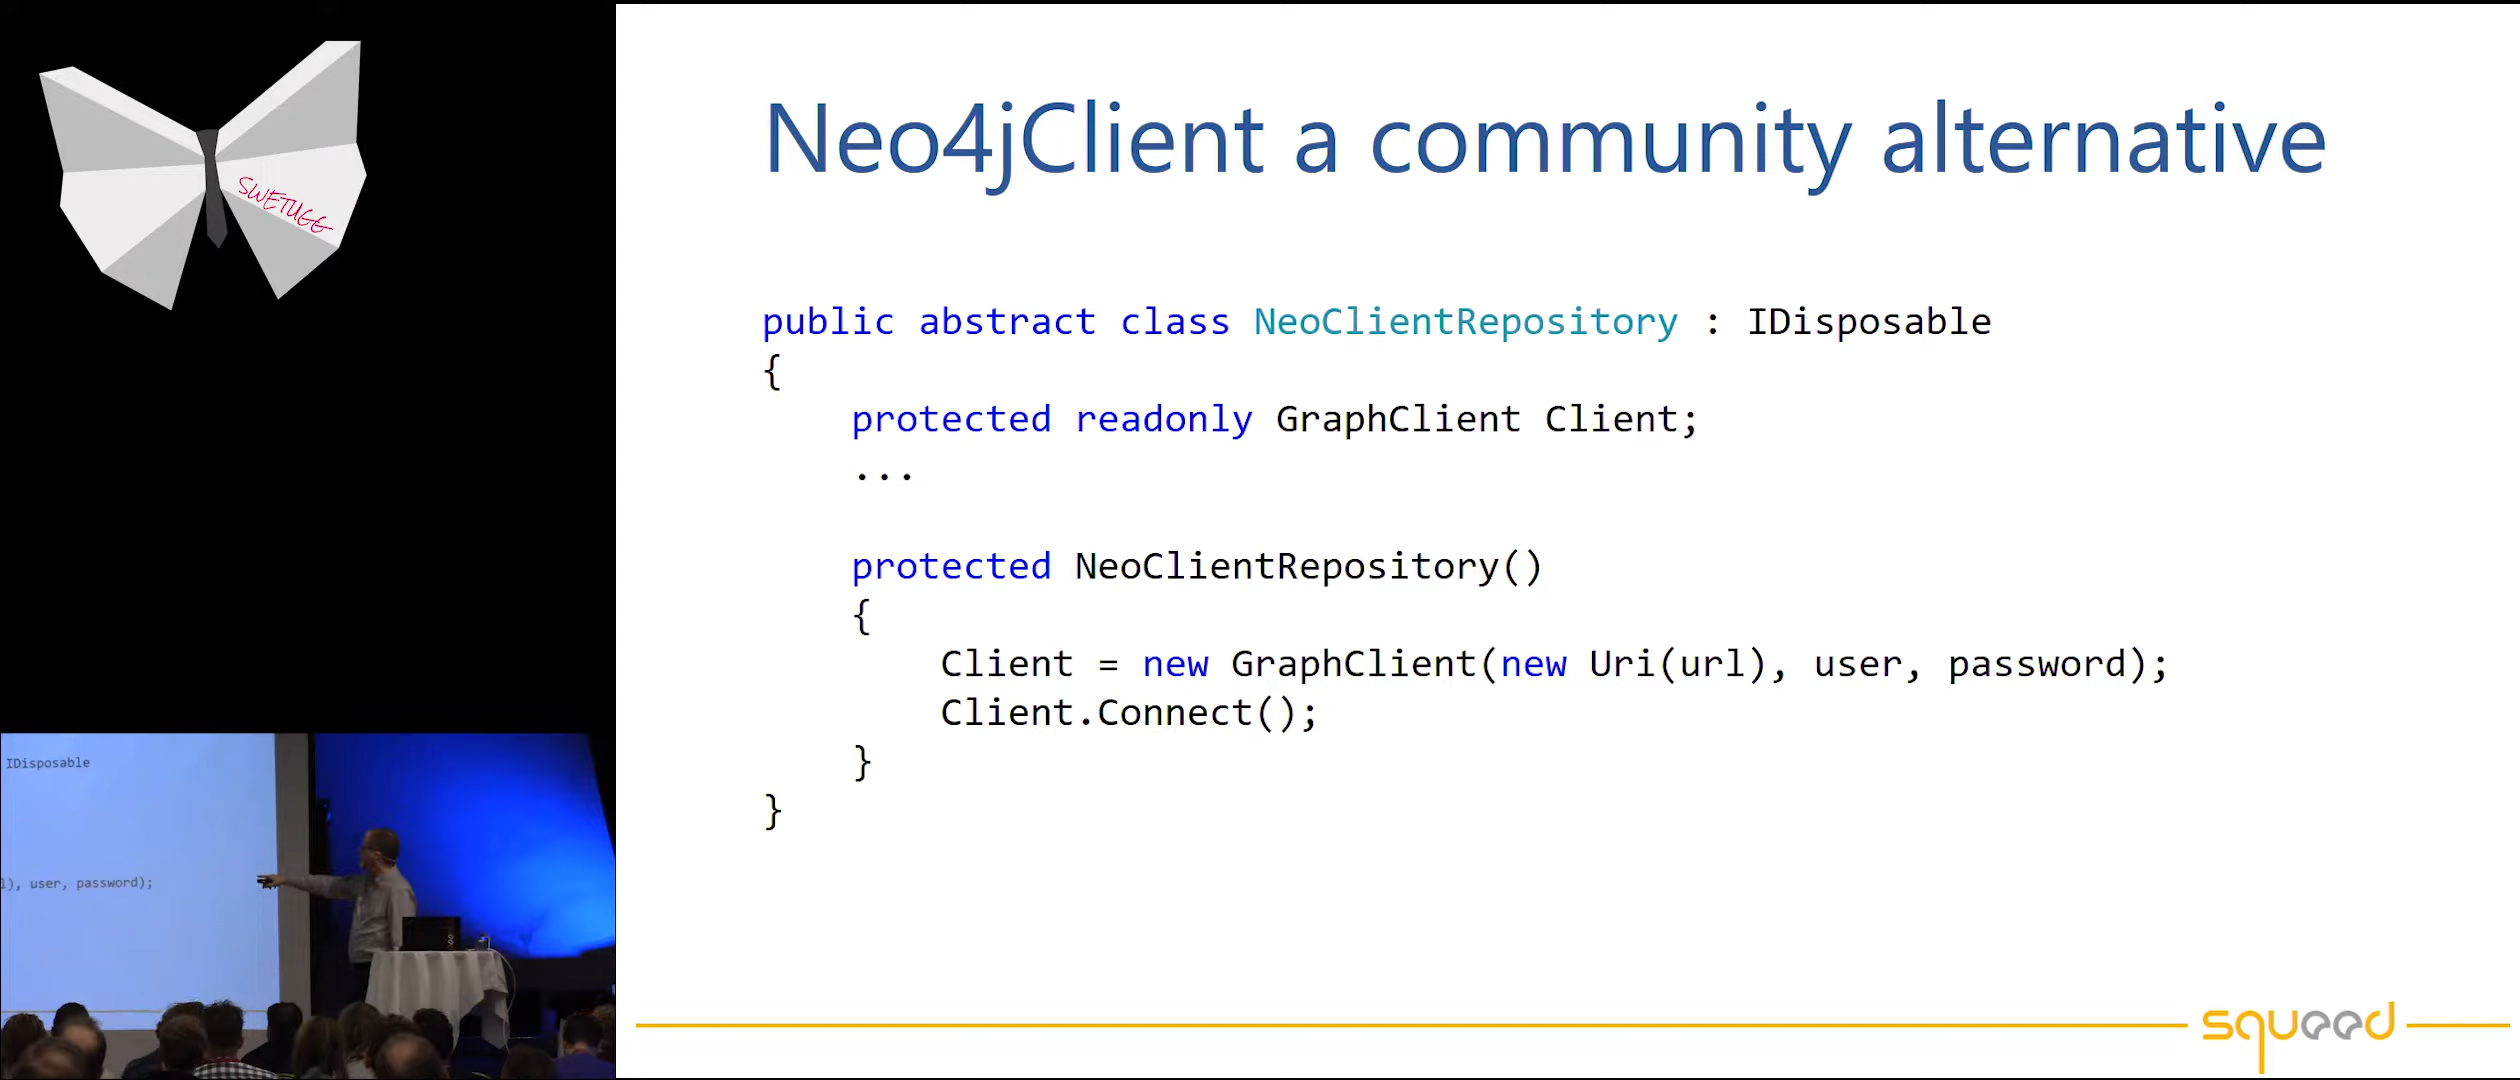 SWETUGG
Neo4jClient a community alternative
public abstract class NeoClientRepository : IDisposable
{
protected readonly GraphClient Client;
...
protected NeoClientRepository()
{
Client = new GraphClient(new Uri(url), user, password);
Client.Connect();
}
}
IDisposable
l), user, password);
squeed